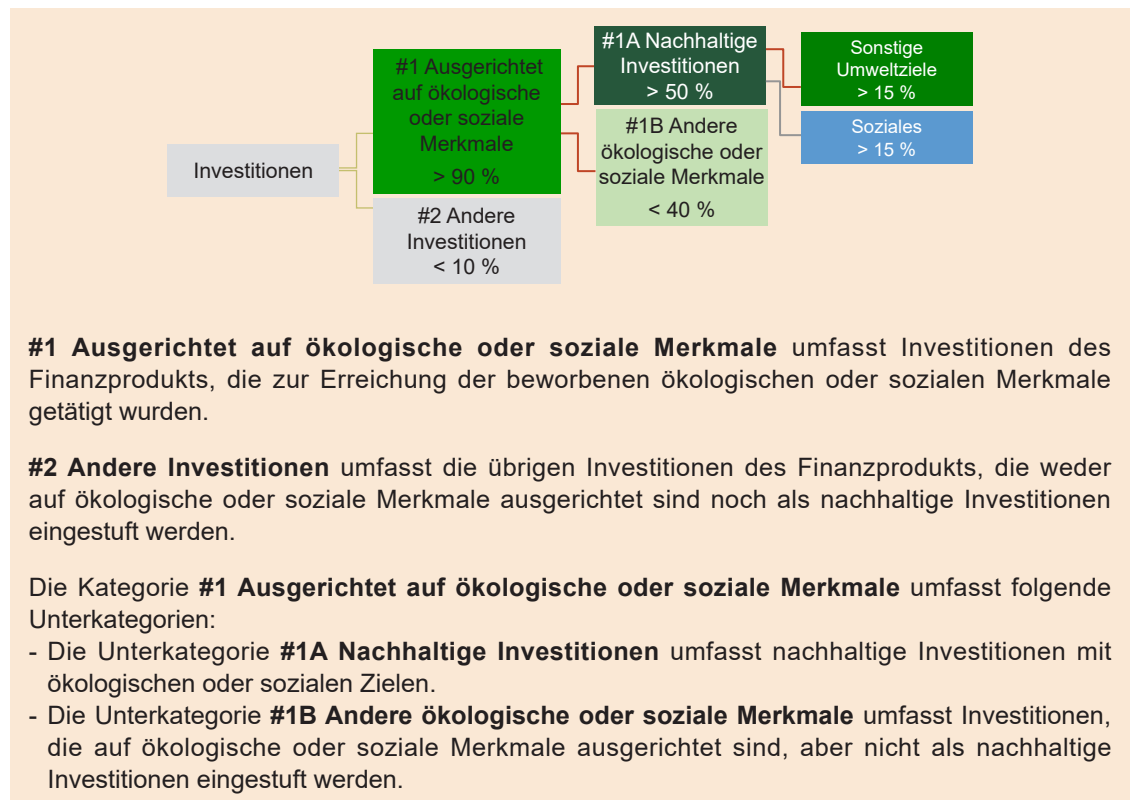 Investitionen
#1 Ausgerichtet
auf ökologische
oder soziale
Merkmale
> 90 %
#2 Andere
Investitionen
< 10 %
#1A Nachhaltige
Investitionen
> 50 %
#1B Andere
ökologische oder
soziale Merkmale
< 40 %
Sonstige
Umweltziele
> 15 %
Soziales
> 15 %
#1 Ausgerichtet auf ökologische oder soziale Merkmale umfasst Investitionen des
Finanzprodukts, die zur Erreichung der beworbenen ökologischen oder sozialen Merkmale
getätigt wurden.
#2 Andere Investitionen umfasst die übrigen Investitionen des Finanzprodukts, die weder
auf ökologische oder soziale Merkmale ausgerichtet sind noch als nachhaltige Investitionen
eingestuft werden.
Die Kategorie #1 Ausgerichtet auf ökologische oder soziale Merkmale umfasst folgende
Unterkategorien:
- Die Unterkategorie #1A Nachhaltige Investitionen umfasst nachhaltige Investitionen mit
ökologischen oder sozialen Zielen.
- Die Unterkategorie #1B Andere ökologische oder soziale Merkmale umfasst Investitionen,
die auf ökologische oder soziale Merkmale ausgerichtet sind, aber nicht als nachhaltige
Investitionen eingestuft werden.